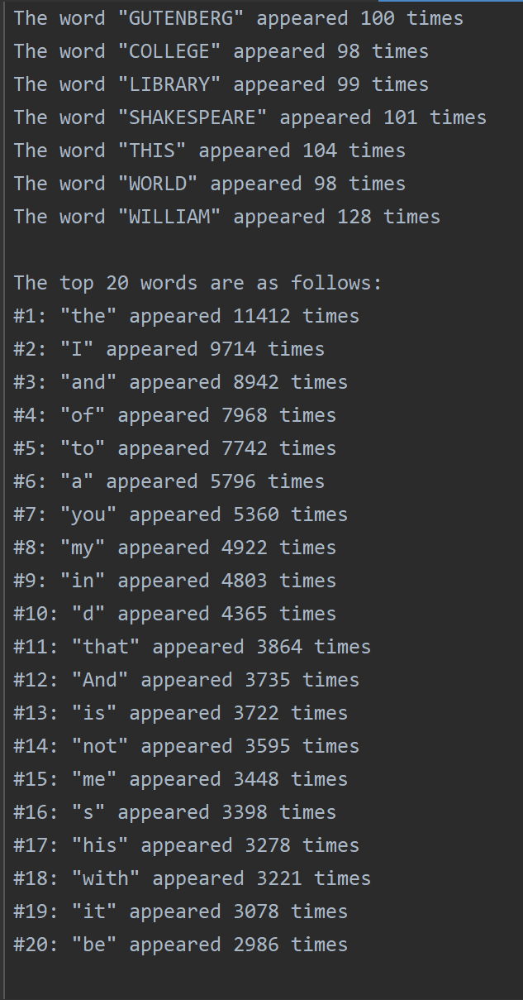 The word "GUTENBERG" appeared 100 times
The word "COLLEGE" appeared 98 times
The word "LIBRARY" appeared 99 times
The word "SHAKESPEARE" appeared 101 times
The word "THIS" appeared 104 times
The word "WORLD" appeared 98 times
The word "WILLIAM" appeared 128 times
The top 20 words are as follows:
#1: "the" appeared 11412 times
#2: "I" appeared 9714 times
#3: "and" appeared 8942 times
#4: "of" appeared 7968 times
#5: "to" appeared 7742 times
#6: "a" appeared 5796 times
#7: "you" appeared 5360 times
#8: "my" appeared 4922 times
#9: "in" appeared 4803 times
#10: "d" appeared 4365 times
#11: "that" appeared 3864 times
#12: "And" appeared 3735 times
#13: "is" appeared 3722 times
#14: "not" appeared 3595 times
#15: "me" appeared 3448 times
#16: "s" appeared 3398 times
#17: "his" appeared 3278 times
#18: "with" appeared 3221 times
#19: "it" appeared 3078 times
#20: "be" appeared 2986 times